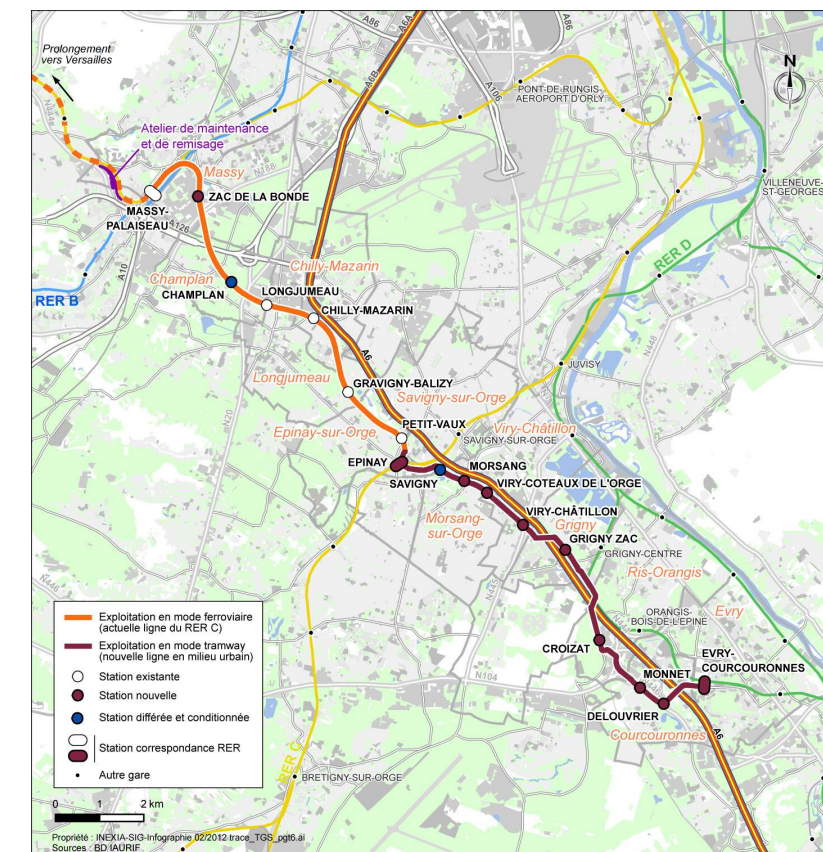 A86
A6A
A86
Prolongement
vers Versailles
N
A6B
A106
PONT-DE-RUNGIS
AEROPORT D'ORLY
N444
Atelier de maintenance
et de remisage
N188
Massy
ZAC DE LA BONDE
VILLENEUVE-
ST-GEORGES
MASSY-
PALAISEAU
A126
A10
RER D
Chilly-Mazarin
Champlan
CHAMPLAN
LONGJUMEAU
RER B
CHILLY-MAZARIN
A6
N448
JUVISY
Longjumeau
GRAVIGNY-BALIZY
Savigny-sur-Orge
N20
PETIT-VAUX
Viry-Châtillon
Epinay-sur-Orge
SAVIGNY-SUR-ORGE
EPINAY
MORSANG
SAVIGNY
VIRY-COTEAUX DE L'ORGE
Morsang-
sur-Orge
VIRY-CHÂTILLON
Grigny
GRIGNY ZAC
GRIGNY-CENTRE
N446
N445
Ris-Orangis
Exploitation en mode ferroviaire
(actuelle ligne du RER C)
Exploitation en mode tramway
(nouvelle ligne en milieu urbain)
Station existante
Station nouvelle
Station différée et conditionnée
Station correspondance RER
Autre gare
Evry
ORANGIS-
BOIS-DE-L'EPINE
CROIZAT
EVRY-
COURCOURONNES
MONNET
N104
DELOUVRIER
A6
Courcouronnes
RER C
BRETIGNY-SUR-ORGE
0 1 2 km
Propriété : INEXIA-SIG-Infographie 02/2012 trace_TGS_pgt6.ai
Sources : BD IAURIF